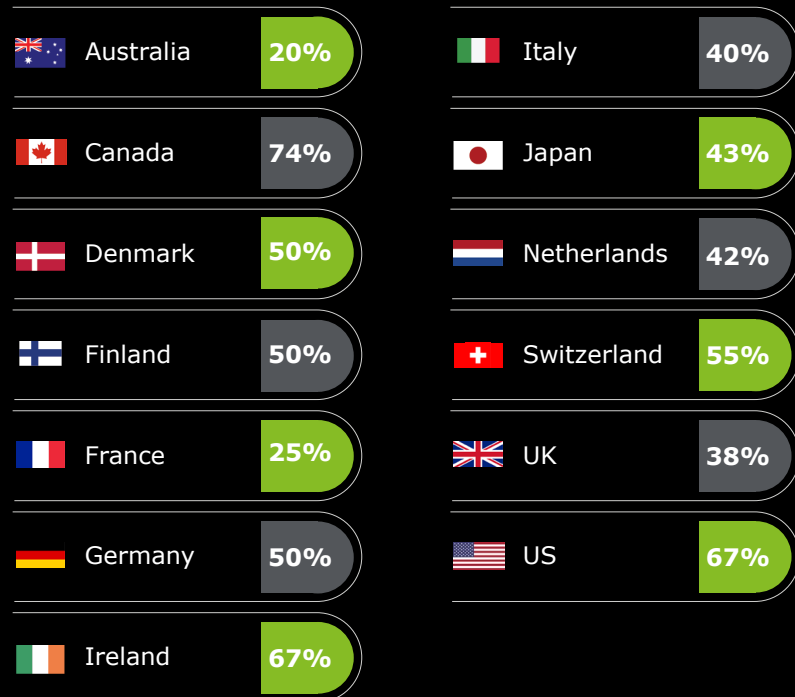 Australia 20%
Canada 74%
Denmark 50%
Finland 50%
France 25%
Germany 50%
Ireland 67%
Italy 40%
Japan 43%
Netherlands 42%
Switzerland 55%
UK 38%
US 67%